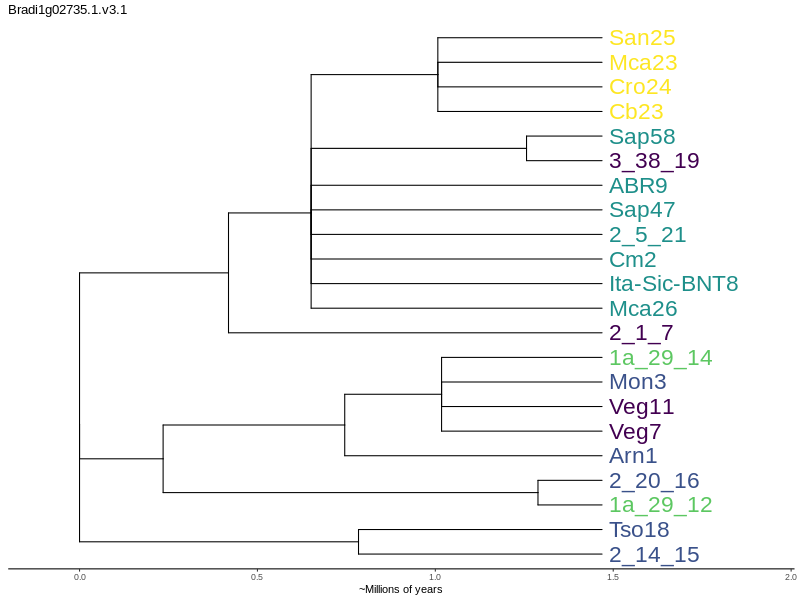 Bradi1g02735.1.v3.1
San25
Mca23
Cro24
Cb23
Sap58
3_38_19
ABR9
Sap47
2_5_21
Cm2
Ita-Sic-BNT8
Mca26
2_1_7
1a_29_14
Mon3
Veg11
Veg7
Arn1
2_20_16
1a_29_12
Tso18
2_14_15
0.0 0.5 1.0 1.5 2.0
~Millions of years